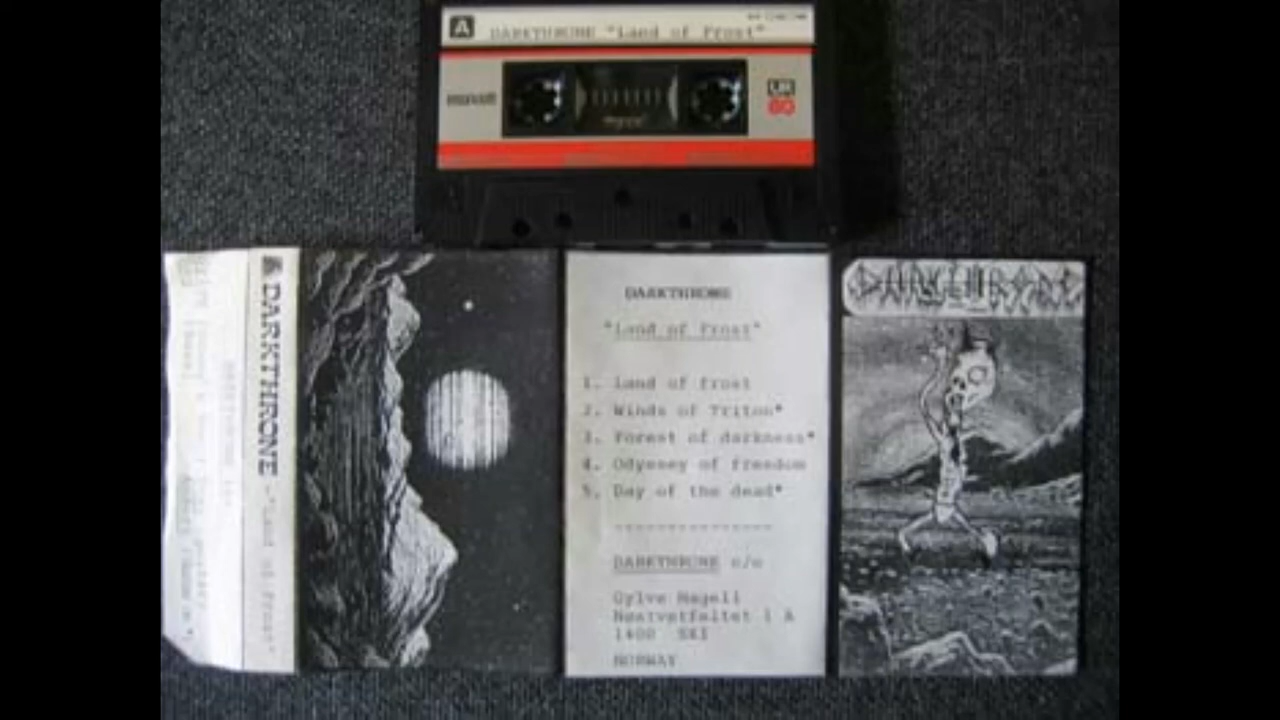 A DARKTHRONE "Land of Frost"
maxell
UR
60
DARKTHRONE - "Land of Frost"
DARKTHRONE
"Land of Frost"
1. Land of frost
2. Winds of Triton*
3. Forest of darkness*
4. Odyssey of freedom
5. Day of the dead*
---------------
DARKTHRONE c/o
Gylve Nagell
1400 SKI
NORWAY
DARKTHRONE